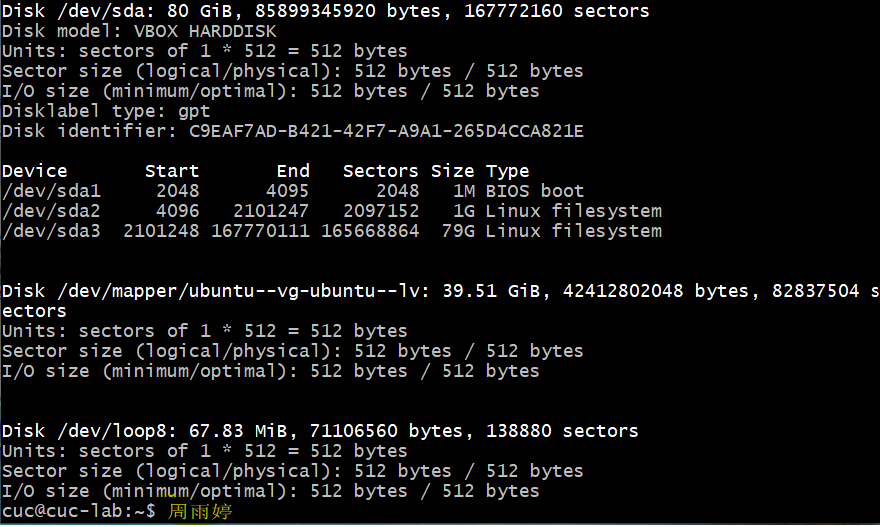 Disk /dev/sda: 80 GiB, 85899345920 bytes, 167772160 sectors
Disk model: VBOX HARDDISK
Units: sectors of 1 * 512 = 512 bytes
Sector size (logical/physical): 512 bytes / 512 bytes
I/O size (minimum/optimal): 512 bytes / 512 bytes
Disklabel type: gpt
Disk identifier: C9EAF7AD-B421-42F7-A9A1-265D4CCA821E
Device       Start       End   Sectors Size Type
/dev/sda1     2048      4095      2048   1M BIOS boot
/dev/sda2     4096   2101247   2097152   1G Linux filesystem
/dev/sda3  2101248 167770111 165668864  79G Linux filesystem
Disk /dev/mapper/ubuntu--vg-ubuntu--lv: 39.51 GiB, 42412802048 bytes, 82837504 s
ectors
Units: sectors of 1 * 512 = 512 bytes
Sector size (logical/physical): 512 bytes / 512 bytes
I/O size (minimum/optimal): 512 bytes / 512 bytes
Disk /dev/loop8: 67.83 MiB, 71106560 bytes, 138880 sectors
Units: sectors of 1 * 512 = 512 bytes
Sector size (logical/physical): 512 bytes / 512 bytes
I/O size (minimum/optimal): 512 bytes / 512 bytes
cuc@cuc-lab:~$ 周雨婷